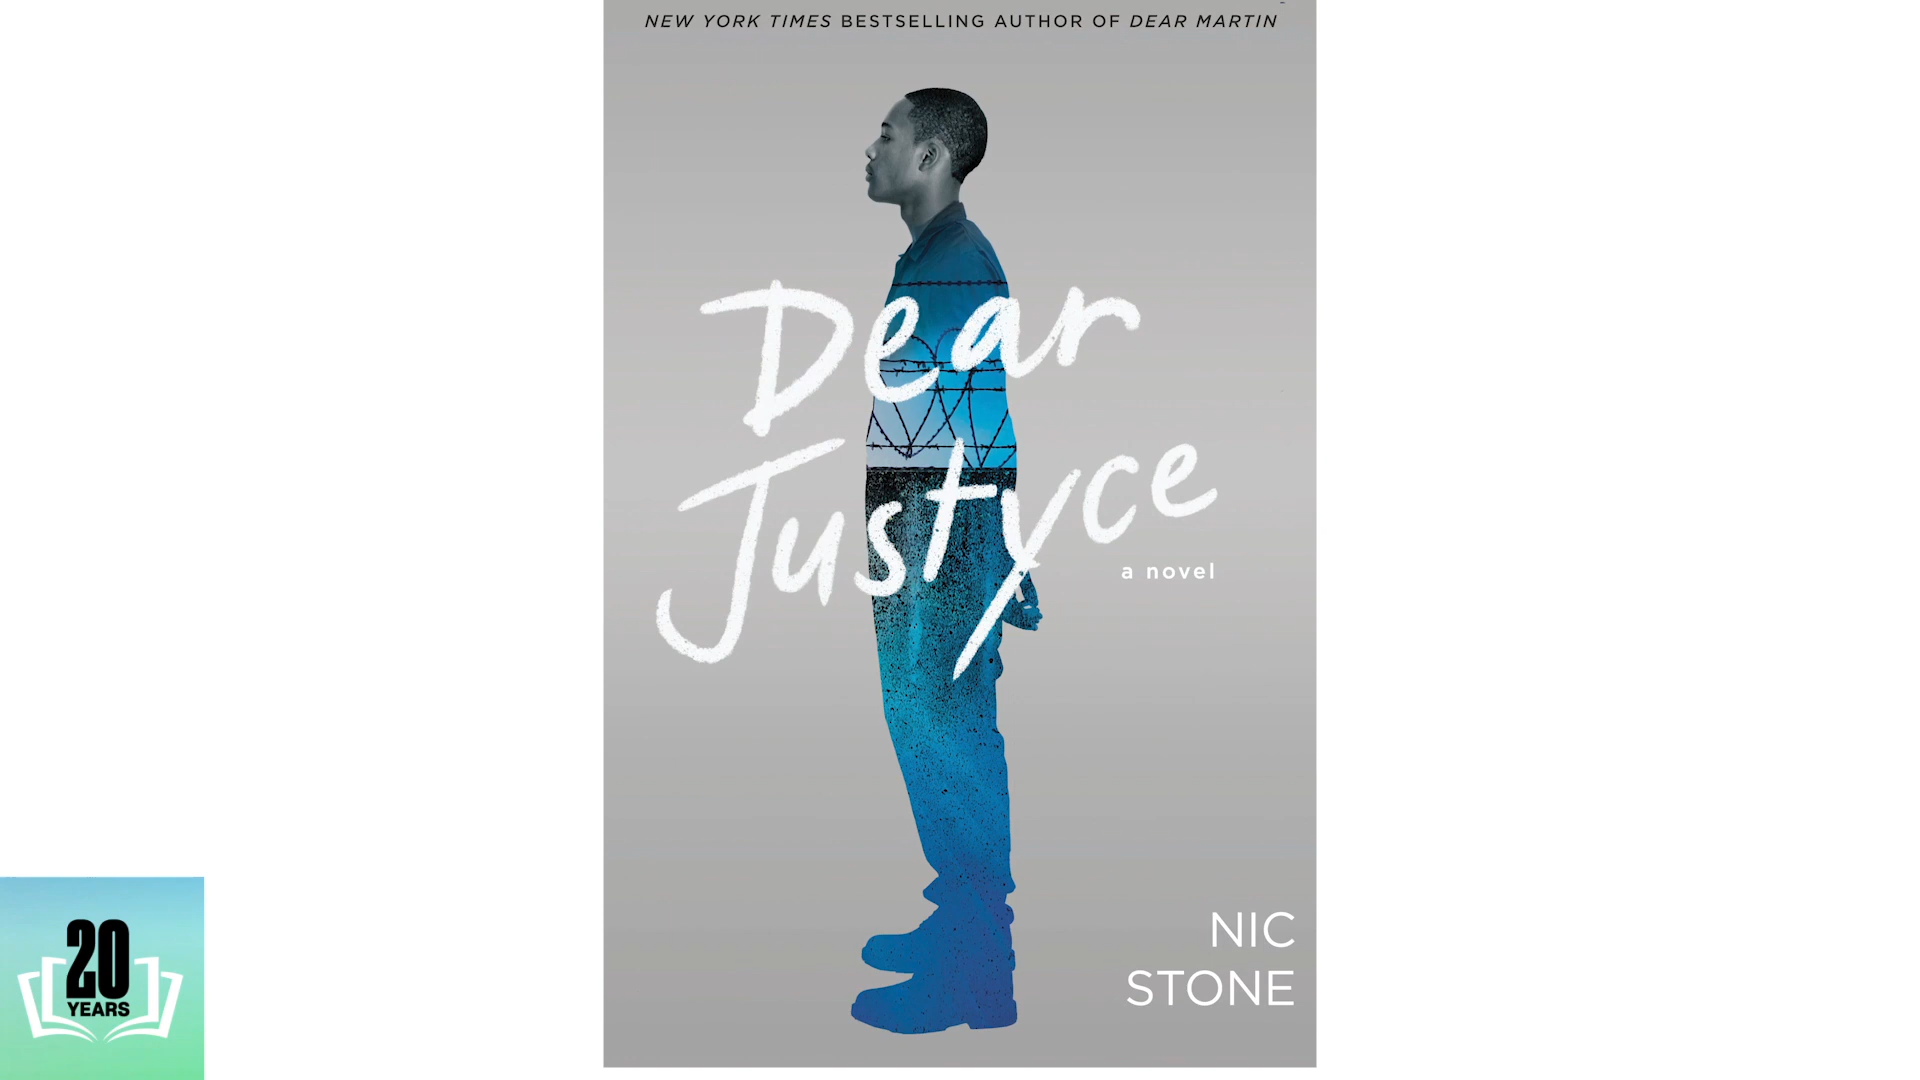 NEW YORK TIMES BESTSELLING AUTHOR OF DEAR MARTIN
Dear
Justyce
a novel
NIC
STONE
20
YEARS